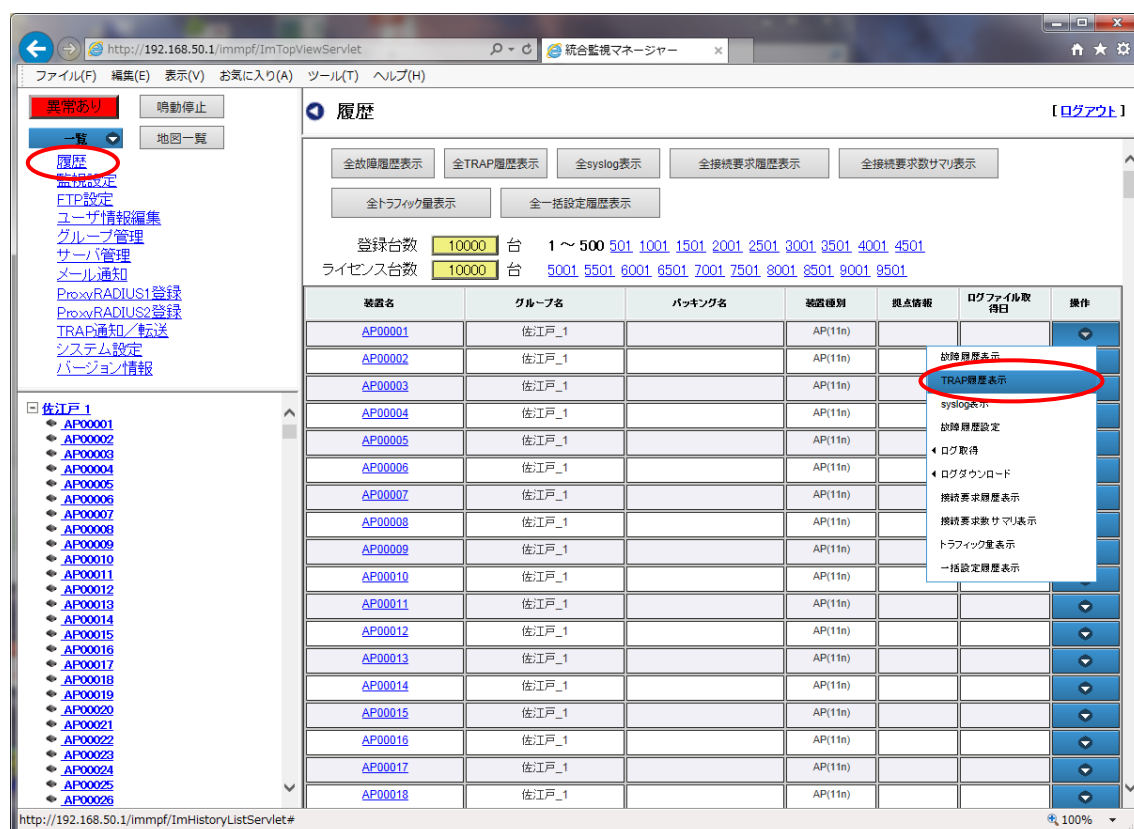 http://192.168.50.1/immpf/ImTopViewServlet
統合監視マネージャー
ファイル(F) 編集(E) 表示(V) お気に入り(A) ツール(T) ヘルプ(H)
異常あり 鳴動停止
一覧 地図一覧
履歴
監視設定
FTP設定
ユーザ情報編集
グループ管理
サーバ管理
メール通知
ProxyRADIUS1登録
ProxyRADIUS2登録
TRAP通知/転送
システム設定
バージョン情報
佐江戸 1
AP00001
AP00002
AP00003
AP00004
AP00005
AP00006
AP00007
AP00008
AP00009
AP00010
AP00011
AP00012
AP00013
AP00014
AP00015
AP00016
AP00017
AP00018
AP00019
AP00020
AP00021
AP00022
AP00023
AP00024
AP00025
AP00026
履歴 [ログアウト]
全故障履歴表示 全TRAP履歴表示 全syslog表示 全接続要求履歴表示 全接続要求数サマリ表示
全トラフィック量表示 全一括設定履歴表示
登録台数 10000 台 1 ~ 500 501 1001 1501 2001 2501 3001 3501 4001 4501
ライセンス台数 10000 台 5001 5501 6001 6501 7001 7501 8001 8501 9001 9501
装置名 グループ名 パッキング名 装置種別 拠点情報 ログファイル取得日 操作
AP00001 佐江戸_1 AP(11n)
AP00002 佐江戸_1 AP(11n)
AP00003 佐江戸_1 AP(11n)
AP00004 佐江戸_1 AP(11n)
AP00005 佐江戸_1 AP(11n)
AP00006 佐江戸_1 AP(11n)
AP00007 佐江戸_1 AP(11n)
AP00008 佐江戸_1 AP(11n)
AP00009 佐江戸_1 AP(11n)
AP00010 佐江戸_1 AP(11n)
AP00011 佐江戸_1 AP(11n)
AP00012 佐江戸_1 AP(11n)
AP00013 佐江戸_1 AP(11n)
AP00014 佐江戸_1 AP(11n)
AP00015 佐江戸_1 AP(11n)
AP00016 佐江戸_1 AP(11n)
AP00017 佐江戸_1 AP(11n)
AP00018 佐江戸_1 AP(11n)
故障履歴表示
TRAP履歴表示
syslog表示
故障履歴設定
ログ取得
ログダウンロード
接続要求履歴表示
接続要求数サマリ表示
トラフィック量表示
一括設定履歴表示
http://192.168.50.1/immpf/ImHistoryListServlet#
100%